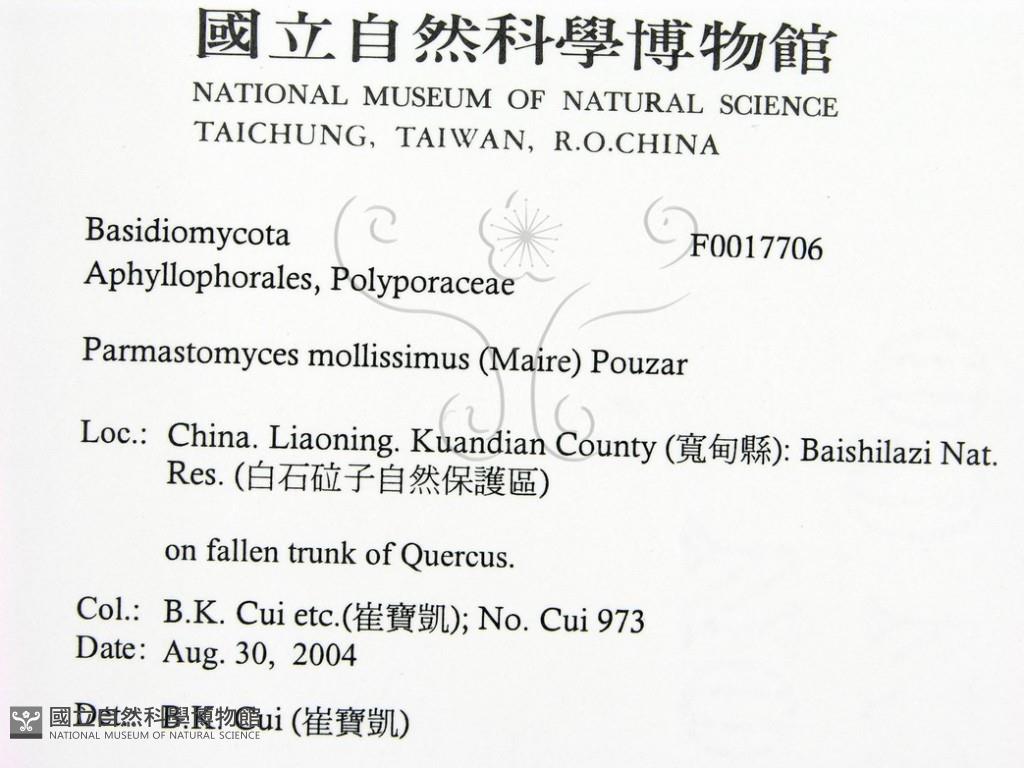 國立自然科學博物館
NATIONAL MUSEUM OF NATURAL SCIENCE
TAICHUNG, TAIWAN, R.O.CHINA
Basidiomycota F0017706
Aphyllophorales, Polyporaceae
Parmastomyces mollissimus (Maire) Pouzar
Loc.: China. Liaoning. Kuandian County (寬甸縣): Baishilazi Nat.
Res. (白石砬子自然保護區)
on fallen trunk of Quercus.
Col.: B.K. Cui etc.(崔寶凱); No. Cui 973
Date: Aug. 30, 2004
Det.: B.K. Cui (崔寶凱)
國立自然科學博物館
NATIONAL MUSEUM OF NATURAL SCIENCE